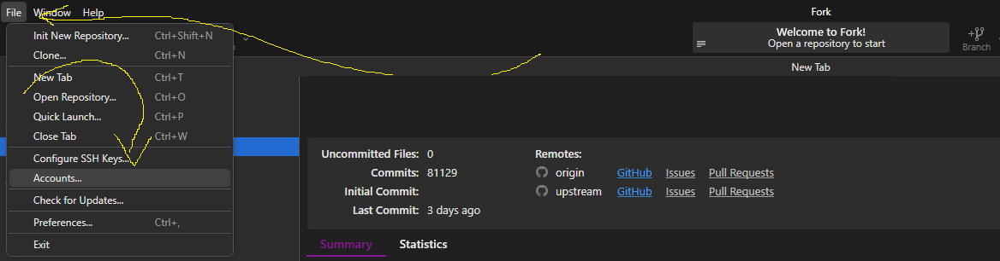 File Window Help
Fork
Init New Repository... Ctrl+Shift+N
Clone... Ctrl+N
New Tab Ctrl+T
Open Repository... Ctrl+O
Quick Launch... Ctrl+P
Close Tab Ctrl+W
Configure SSH Keys...
Accounts...
Check for Updates...
Preferences... Ctrl+,
Exit
Welcome to Fork!
Open a repository to start
Branch
New Tab
Uncommitted Files: 0
Commits: 81129
Initial Commit:
Last Commit: 3 days ago
Remotes:
origin GitHub Issues Pull Requests
upstream GitHub Issues Pull Requests
Summary Statistics